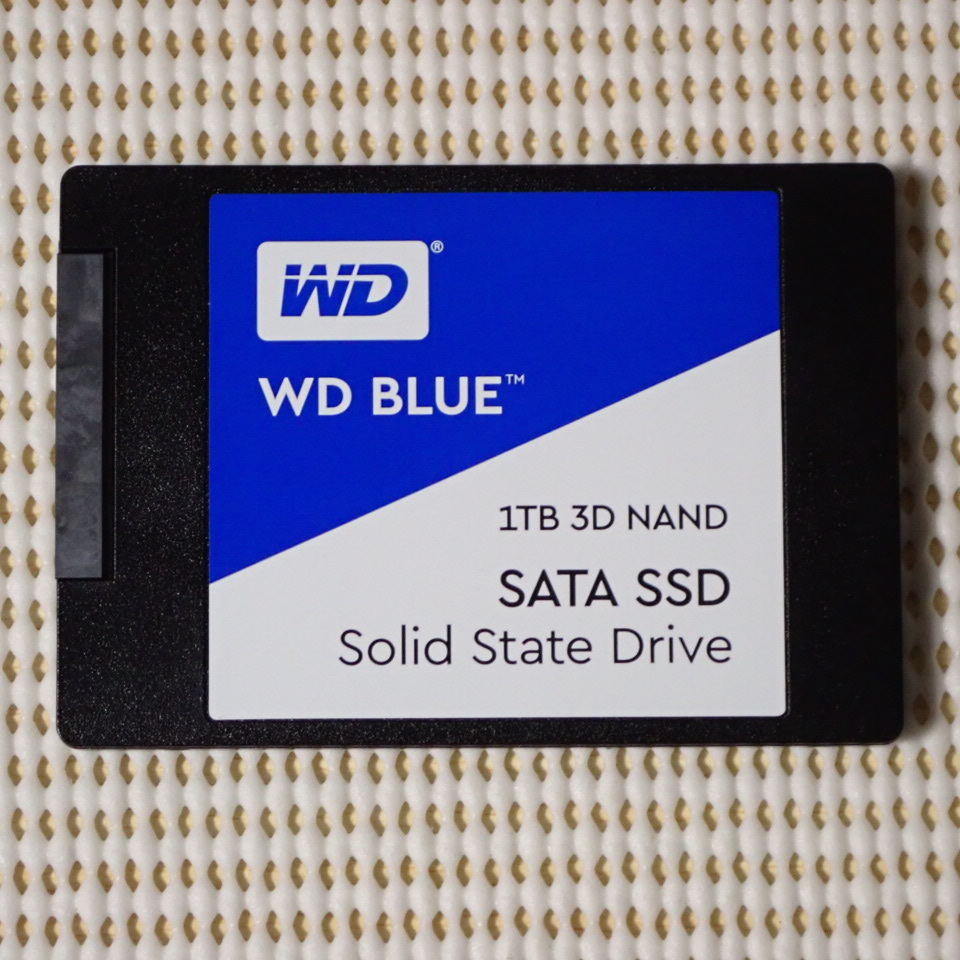 WD®
WD BLUE™
1TB 3D NAND
SATA SSD
Solid State Drive